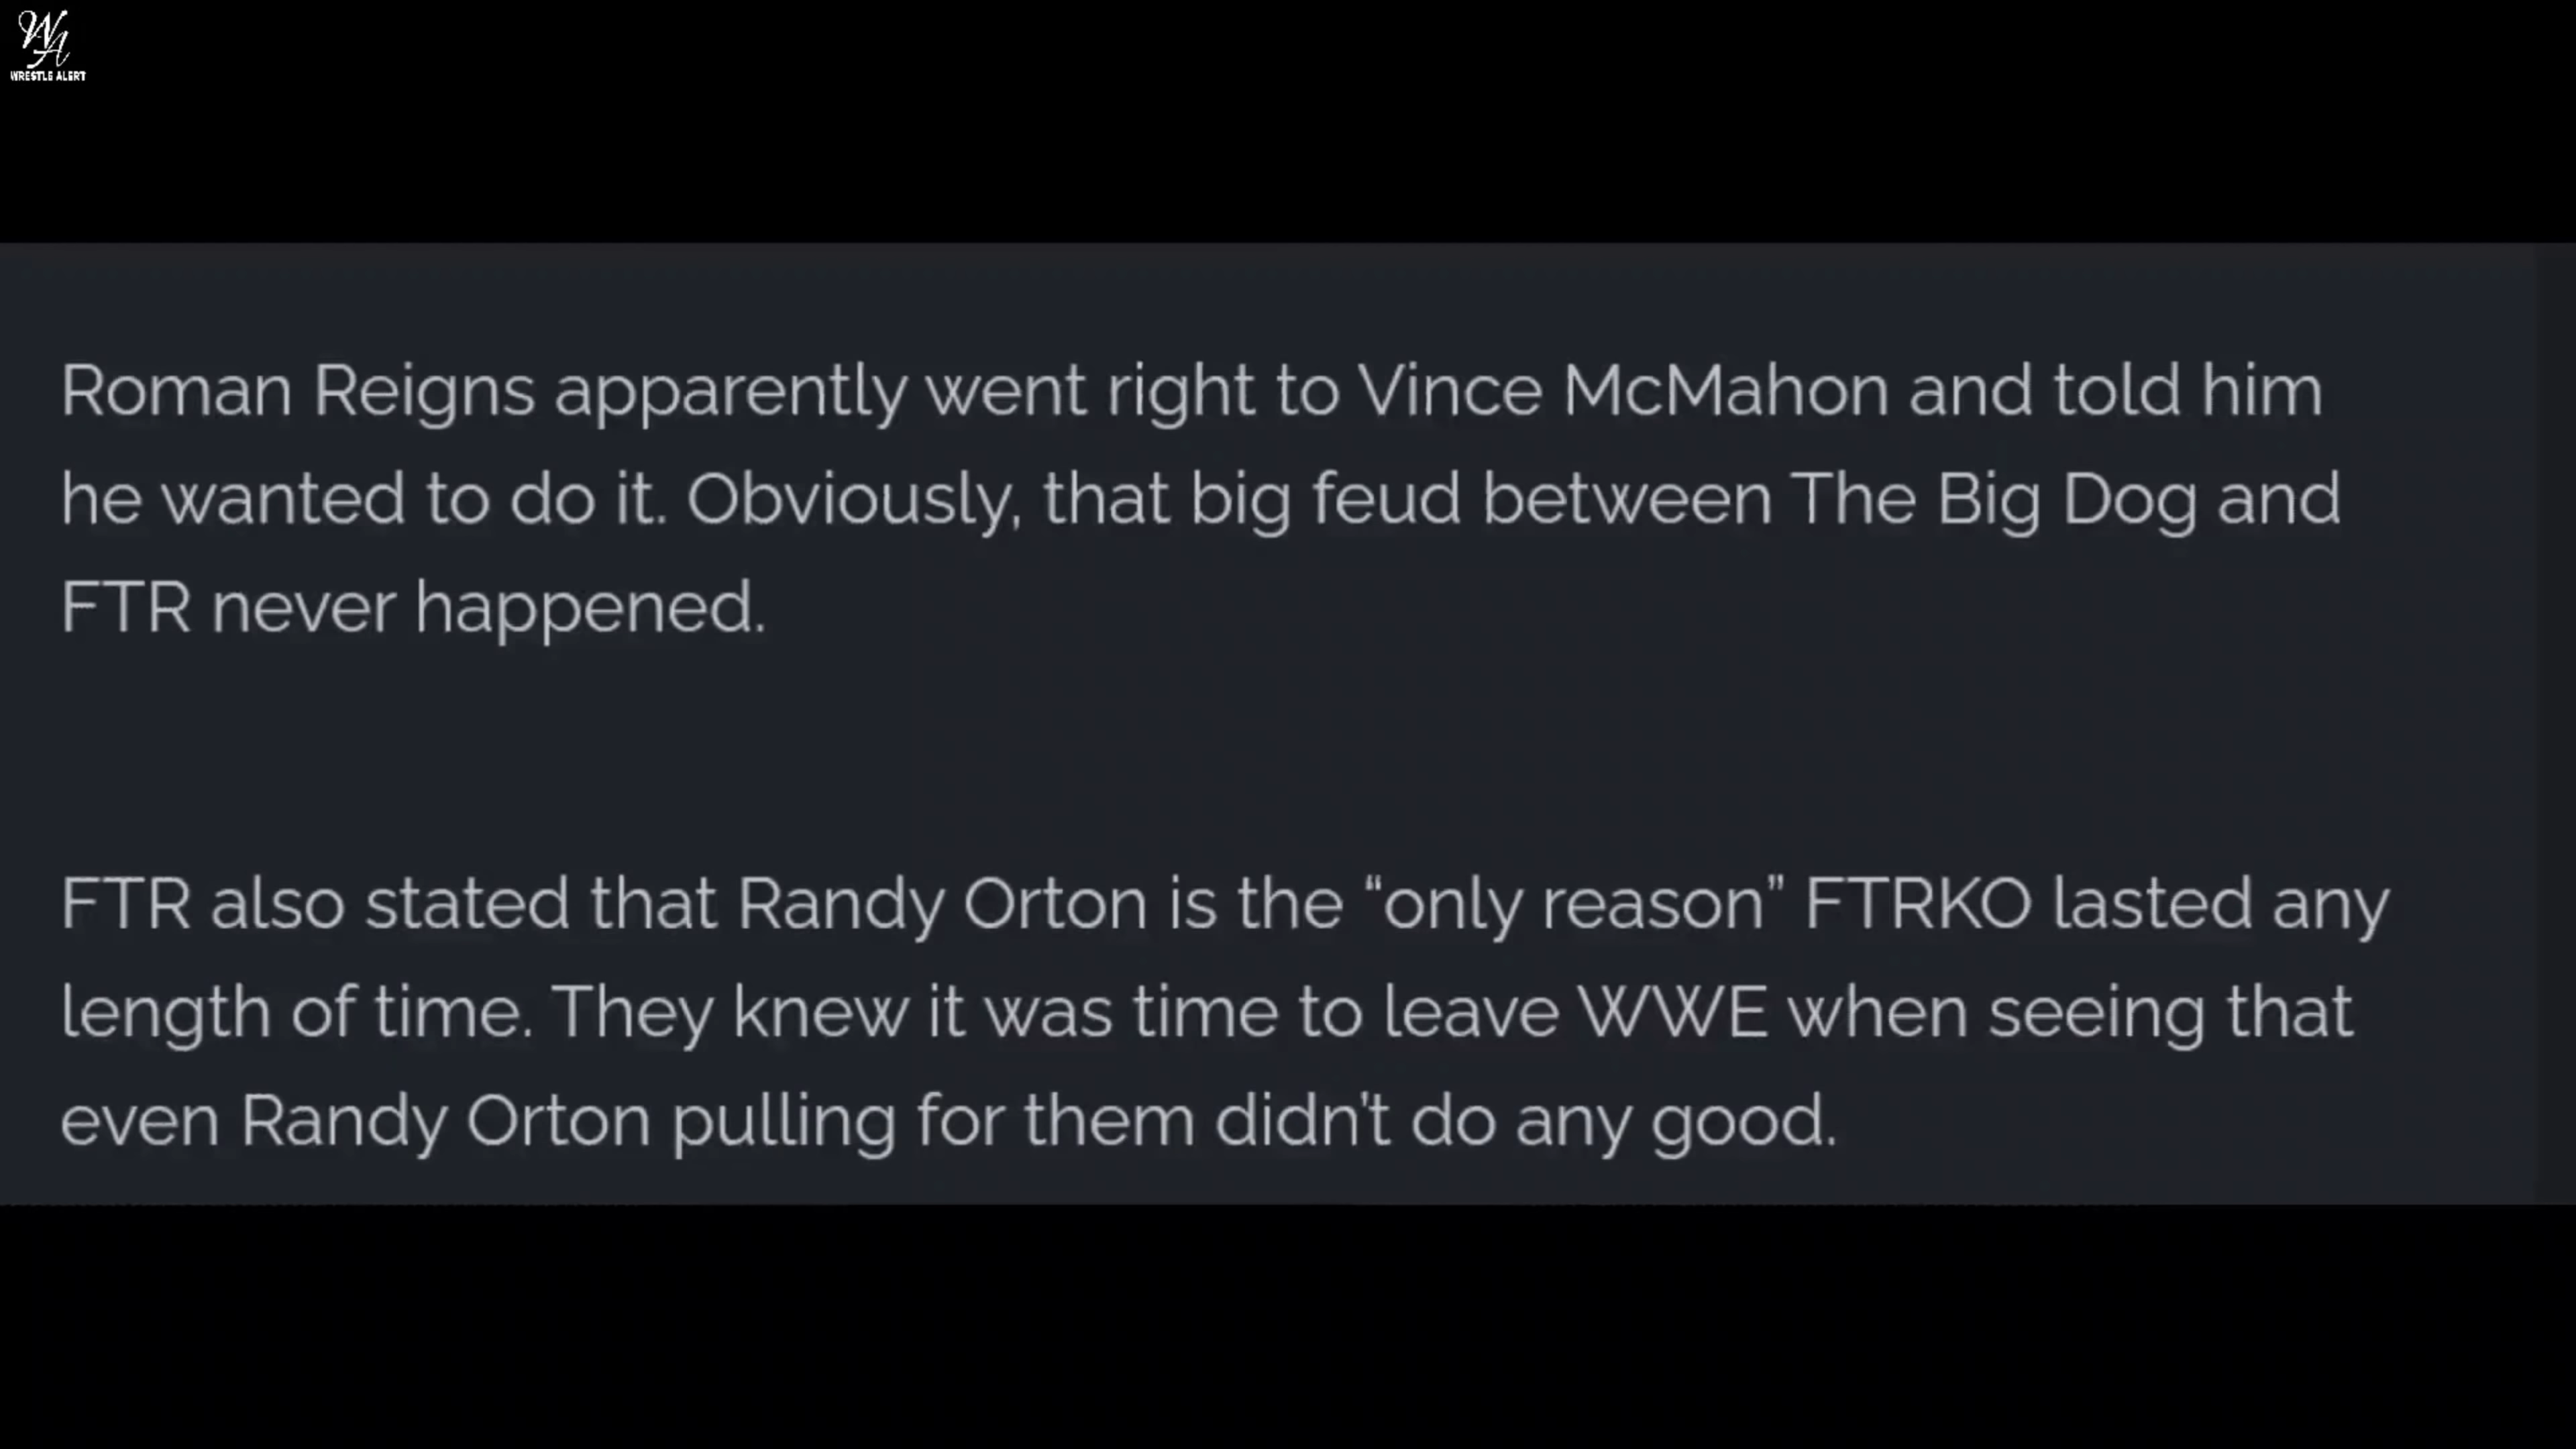 WA
WRESTLE ALERT
Roman Reigns apparently went right to Vince McMahon and told him
he wanted to do it. Obviously, that big feud between The Big Dog and
FTR never happened.
FTR also stated that Randy Orton is the “only reason” FTRKO lasted any
length of time. They knew it was time to leave WWE when seeing that
even Randy Orton pulling for them didn’t do any good.